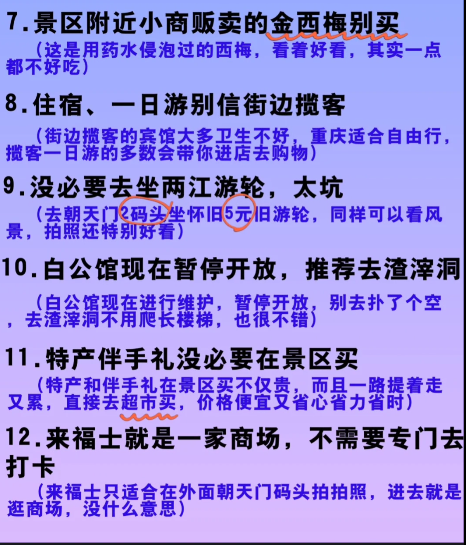 7.景区附近小商贩卖的金西梅别买
（这是用药水侵泡过的西梅，看着好看，其实一点
都不好吃）
8.住宿、一日游别信街边揽客
（街边揽客的宾馆大多卫生不好，重庆适合自由行，
揽客一日游的多数会带你进店去购物）
9.没必要去坐两江游轮，太坑
（去朝天门2码头坐怀旧5元旧游轮，同样可以看风
景，拍照还特别好看）
10.白公馆现在暂停开放，推荐去渣滓洞
（白公馆现在进行维护，暂停开放，别去扑了个空
，去渣滓洞不用爬长楼梯，也很不错）
11.特产伴手礼没必要在景区买
（特产和伴手礼在景区买不仅贵，而且一路提着走
又累，直接去超市买，价格便宜又省心省力省时）
12.来福士就是一家商场，不需要专门去
打卡
（来福士只适合在外面朝天门码头拍拍照，进去就是
逛商场，没什么意思）